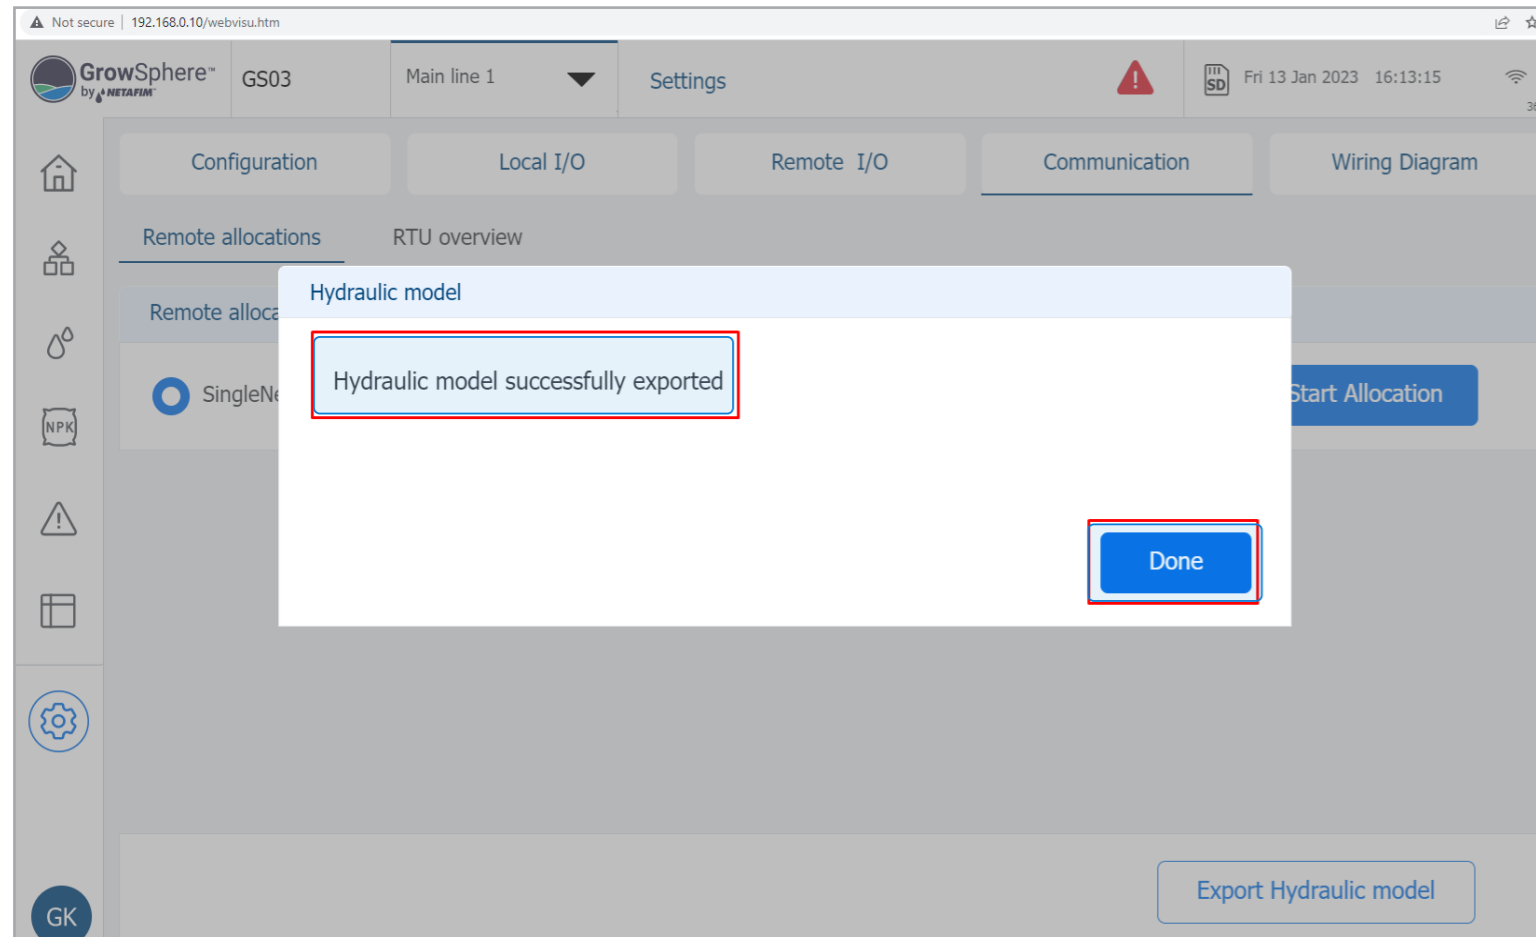 Not secure | 192.168.0.10/webvisu.htm
GrowSphere™
by NETAFIM™
GS03
Main line 1
Settings
SD
Fri 13 Jan 2023 16:13:15
Configuration
Local I/O
Remote I/O
Communication
Wiring Diagram
Remote allocations
RTU overview
Hydraulic model
Remote alloca
Hydraulic model successfully exported
SingleNe
Start Allocation
NPK
Done
Export Hydraulic model
GK